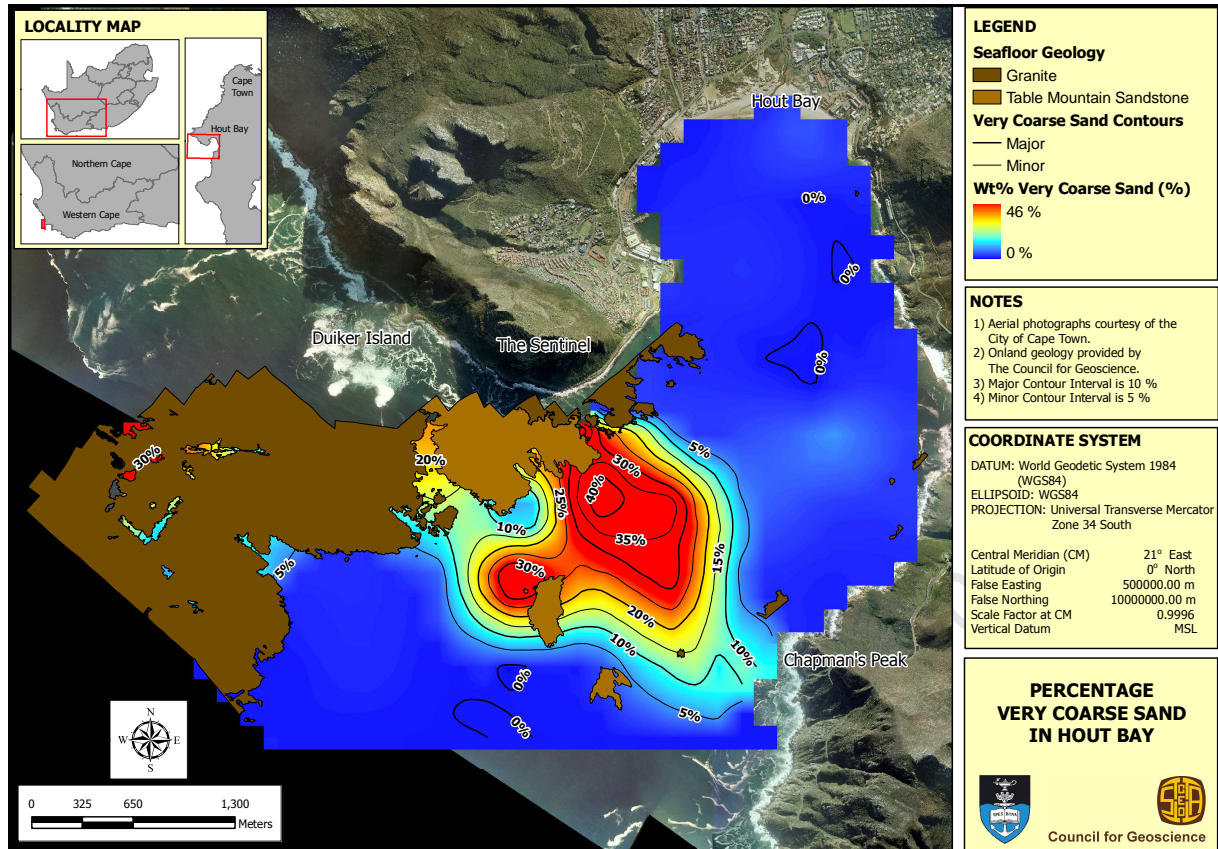 LOCALITY MAP
Cape
Town
Hout Bay
Northern Cape
Western Cape
Hout Bay
Duiker Island
The Sentinel
Chapman's Peak
0%
0%
0%
5%
30%
40%
25%
35%
15%
20%
30%
10%
20%
30%
5%
10%
10%
5%
0%
0%
N
W
E
S
0 325 650 1,300
Meters
LEGEND
Seafloor Geology
Granite
Table Mountain Sandstone
Very Coarse Sand Contours
Major
Minor
Wt% Very Coarse Sand (%)
46 %
0 %
NOTES
1) Aerial photographs courtesy of the
City of Cape Town.
2) Onland geology provided by
The Council for Geoscience.
3) Major Contour Interval is 10 %
4) Minor Contour Interval is 5 %
COORDINATE SYSTEM
DATUM: World Geodetic System 1984
(WGS84)
ELLIPSOID: WGS84
PROJECTION: Universal Transverse Mercator
Zone 34 South
Central Meridian (CM) 21° East
Latitude of Origin 0° North
False Easting 500000.00 m
False Northing 10000000.00 m
Scale Factor at CM 0.9996
Vertical Datum MSL
PERCENTAGE
VERY COARSE SAND
IN HOUT BAY
SPES BONA
Council for Geoscience